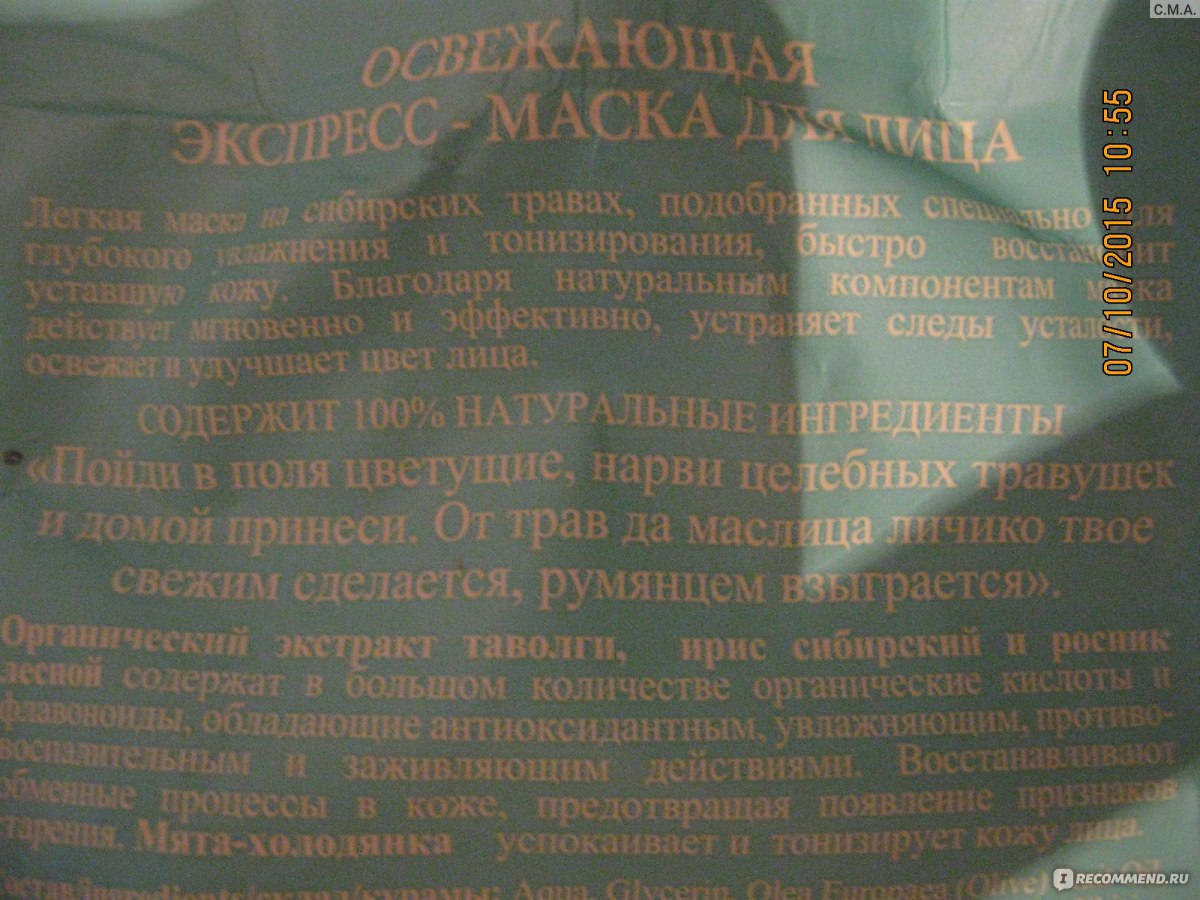 С.М.А.
ОСВЕЖАЮЩАЯ
ЭКСПРЕСС - МАСКА ДЛЯ ЛИЦА
Легкая маска на сибирских травах, подобранных специально для
глубокого увлажнения и тонизирования, быстро восстановит
уставшую кожу. Благодаря натуральным компонентам маска
действует мгновенно и эффективно, устраняет следы усталости,
освежает и улучшает цвет лица.
СОДЕРЖИТ 100% НАТУРАЛЬНЫЕ ИНГРЕДИЕНТЫ
«Пойди в поля цветущие, нарви целебных травушек
и домой принеси. От трав да маслица личико твое
свежим сделается, румянцем взыграется».
Органический экстракт таволги, ирис сибирский и росник
лесной содержат в большом количестве органические кислоты и
флавоноиды, обладающие антиоксидантным, увлажняющим, противо-
воспалительным и заживляющим действиями. Восстанавливают
обменные процессы в коже, предотвращая появление признаков
старения. Мята-холодянка успокаивает и тонизирует кожу лица.
Aqua, Glycerin, Olea Europaea (Olive)
07/10/2015 10:55
IRECOMMEND.RU